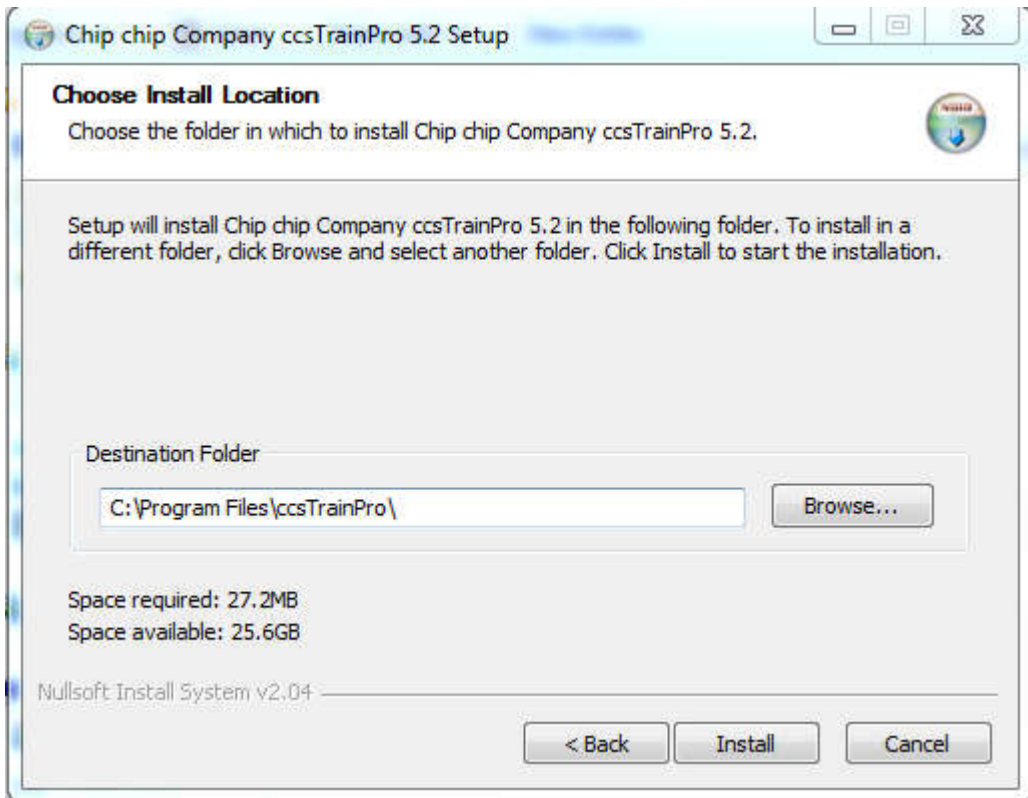 Chip chip Company ccsTrainPro 5.2 Setup
Choose Install Location
Choose the folder in which to install Chip chip Company ccsTrainPro 5.2.
Setup will install Chip chip Company ccsTrainPro 5.2 in the following folder. To install in a
different folder, click Browse and select another folder. Click Install to start the installation.
Destination Folder
C:\Program Files\ccsTrainPro\
Browse...
Space required: 27.2MB
Space available: 25.6GB
Nullsoft Install System v2.04
< Back
Install
Cancel